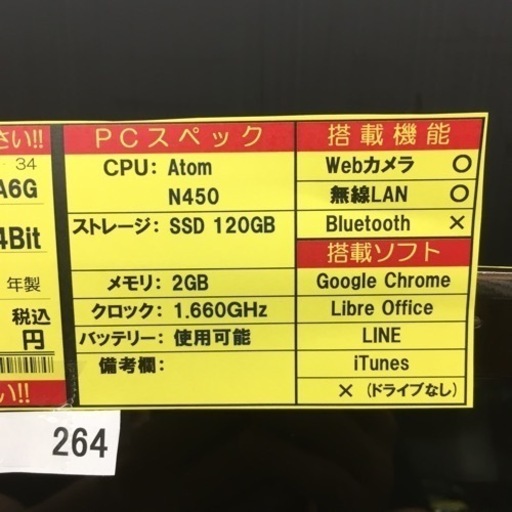 さい!!
34
A6G
4Bit
年製
税込
円
い!!
PCスペック
CPU: Atom
N450
ストレージ: SSD 120GB
メモリ: 2GB
クロック: 1.660GHz
バッテリー: 使用可能
備考欄:
搭載機能
Webカメラ ○
無線LAN ○
Bluetooth ×
搭載ソフト
Google Chrome
Libre Office
LINE
iTunes
× (ドライブなし)
264